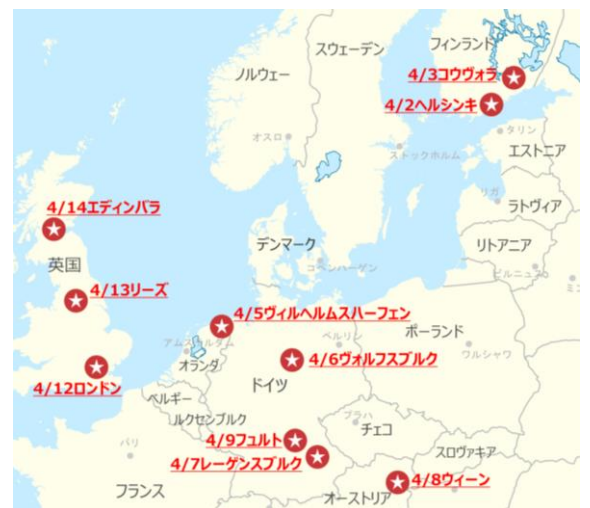 スウェーデン
フィンランド
ノルウェー
4/3コウヴォラ
4/2ヘルシンキ
オスロ
タリン
ストックホルム
エストニア
リガ
ラトヴィア
4/14エディンバラ
デンマーク
リトアニア
英国
コペンハーゲン
ビルニュス
ミ
4/13リーズ
4/5ヴィルヘルムスハーフェン
アムステルダム
ベルリン
ポーランド
オランダ
4/6ヴォルフスブルク
ワルシャワ
4/12ロンドン
ドイツ
ベルギー
ルクセンブルク
プラハ
チェコ
パリ
4/9フュルト
スロヴァキア
4/7レーゲンスブルク
4/8ウィーン
フランス
オーストリア